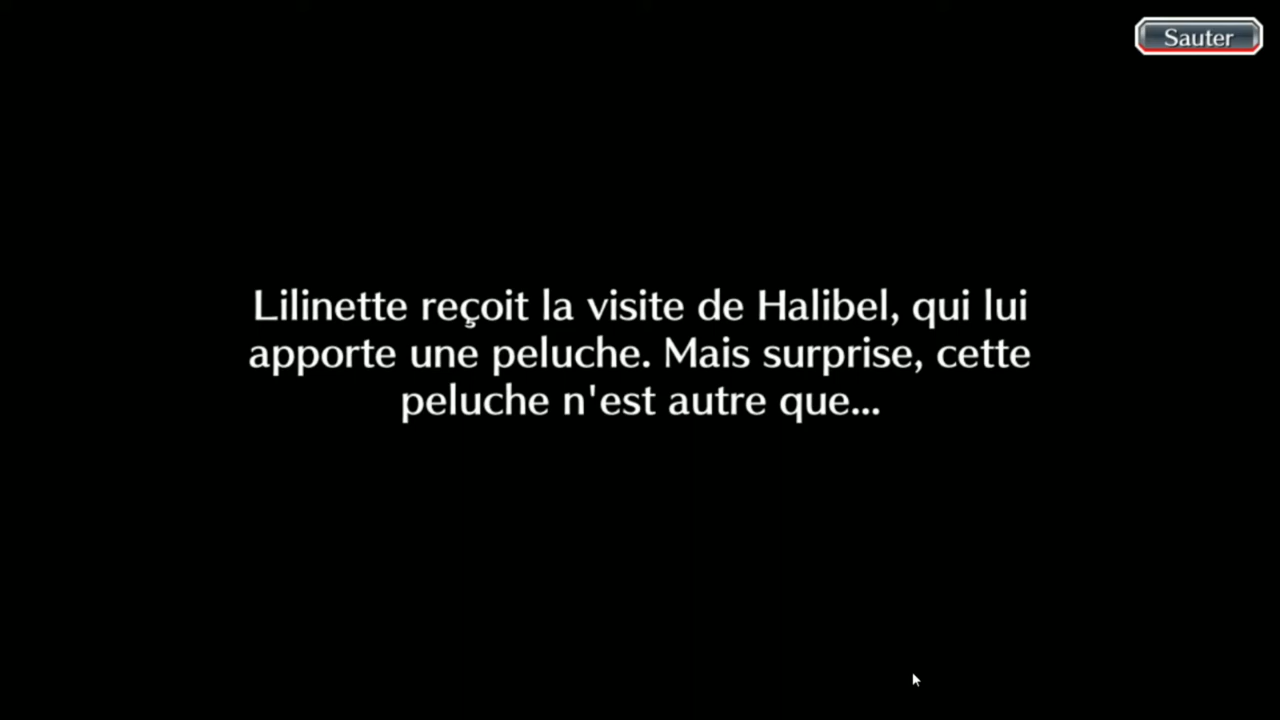 Sauter
Lilinette reçoit la visite de Halibel, qui lui
apporte une peluche. Mais surprise, cette
peluche n'est autre que...